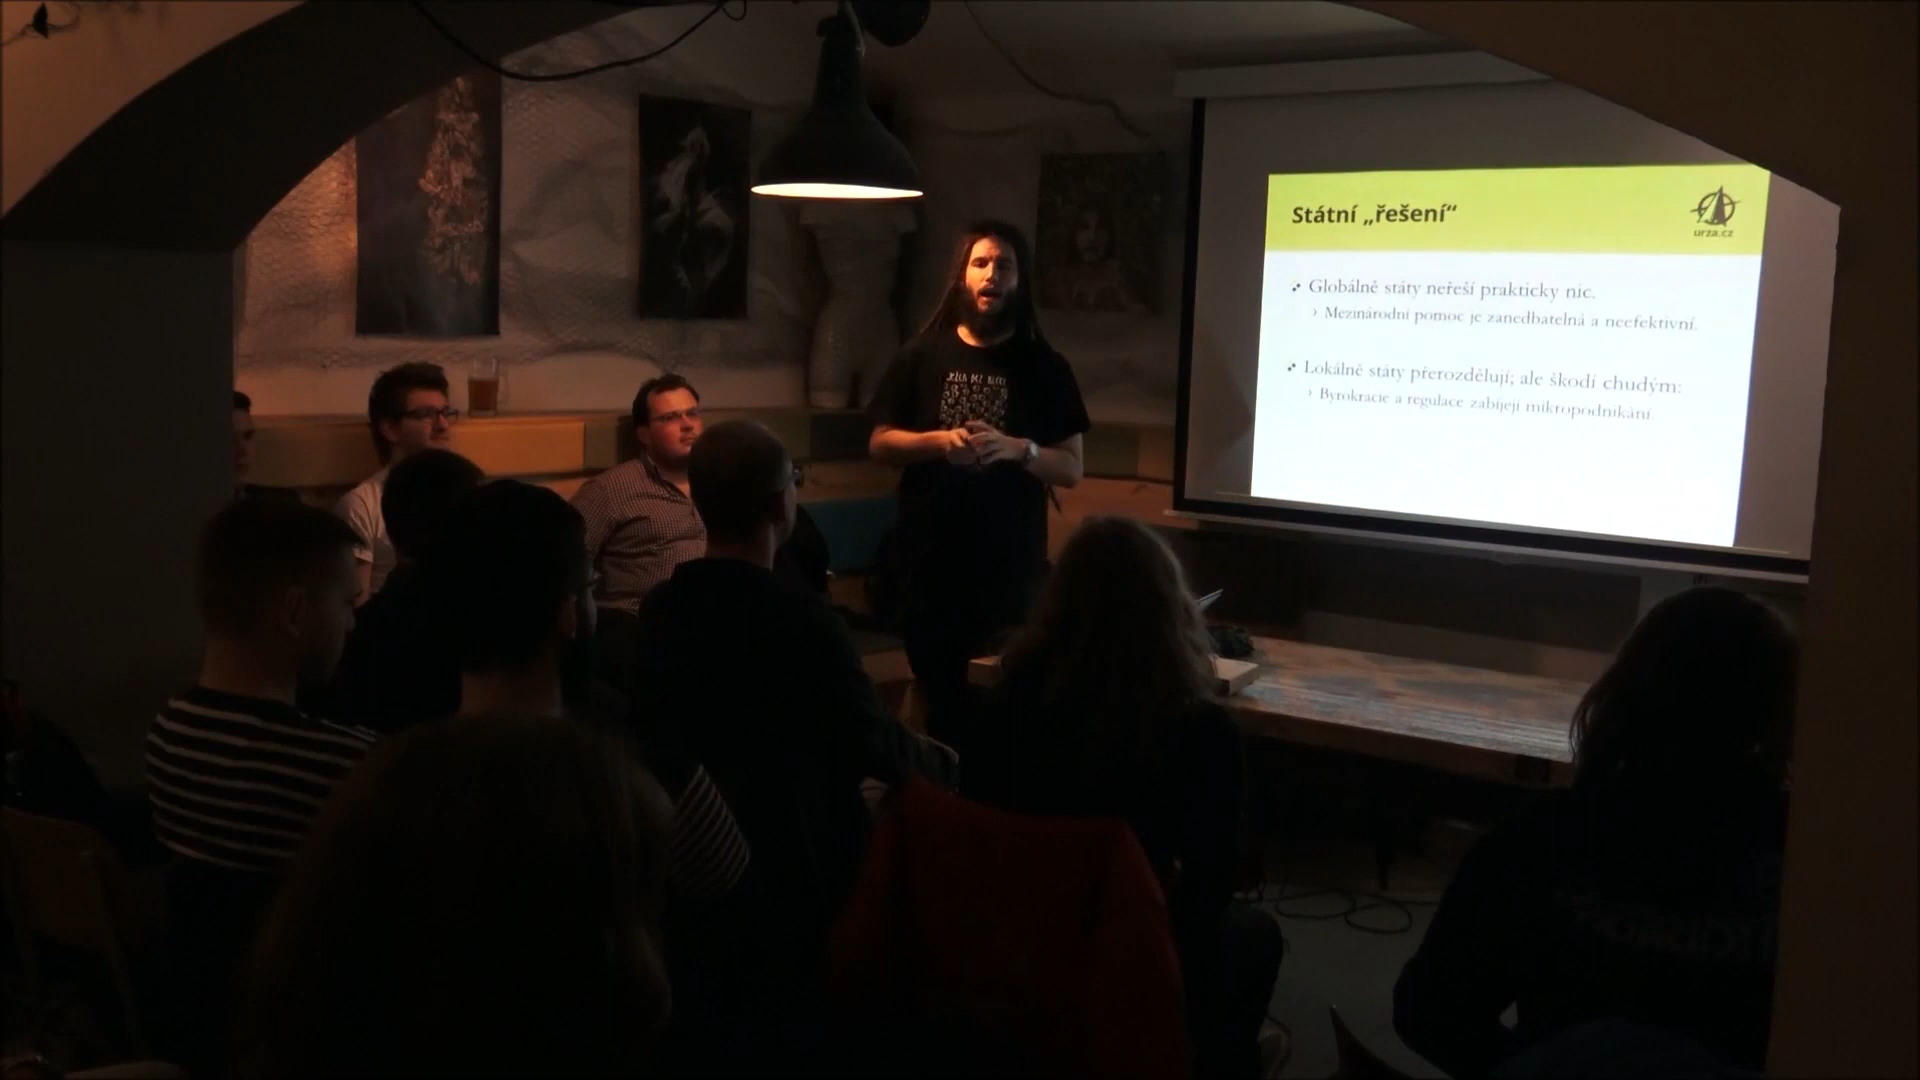 Státní „řešení“
urza.cz
Globálně státy neřeší prakticky nic.
Mezinárodní pomoc je zanedbatelná a neefektivní.
Lokálně státy přerozdělují; ale škodí chudým:
Byrokracie a regulace zabíjejí mikropodnikání.